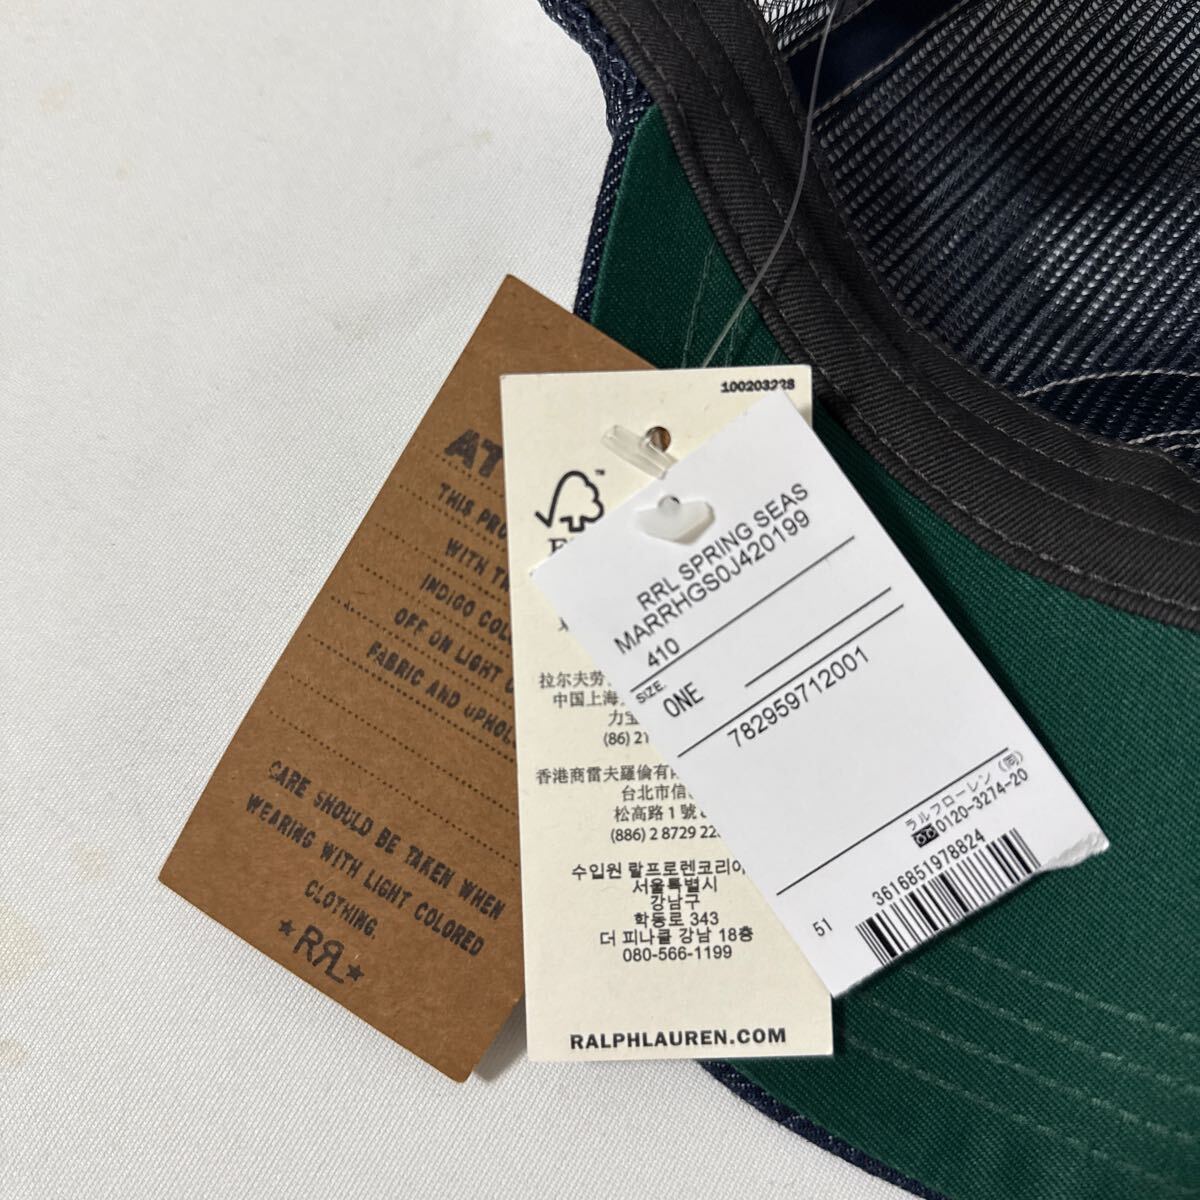 AT
THIS PRO
WITH TH
INDIGO COL
OFF ON LIGHT
FABRIC AND UPHOL
CARE SHOULD BE TAKEN WHEN
WEARING WITH LIGHT COLORED
CLOTHING.
RRL
100203228
TM
拉尔夫劳
中国上海
力宝
(86) 21
香港商雷夫羅倫有
台北市信
松高路1號
(886) 2 8729 22
수입원 랄프로렌코리아
서울특별시
강남구
학동로 343
더 피나클 강남 18층
080-566-1199
RALPHLAUREN.COM
RRL SPRING SEAS
MARRHGS0J420199
410
SIZE.
ONE
782959712001
ラルフローレン (同)
0120-3274-20
3616851978824
51